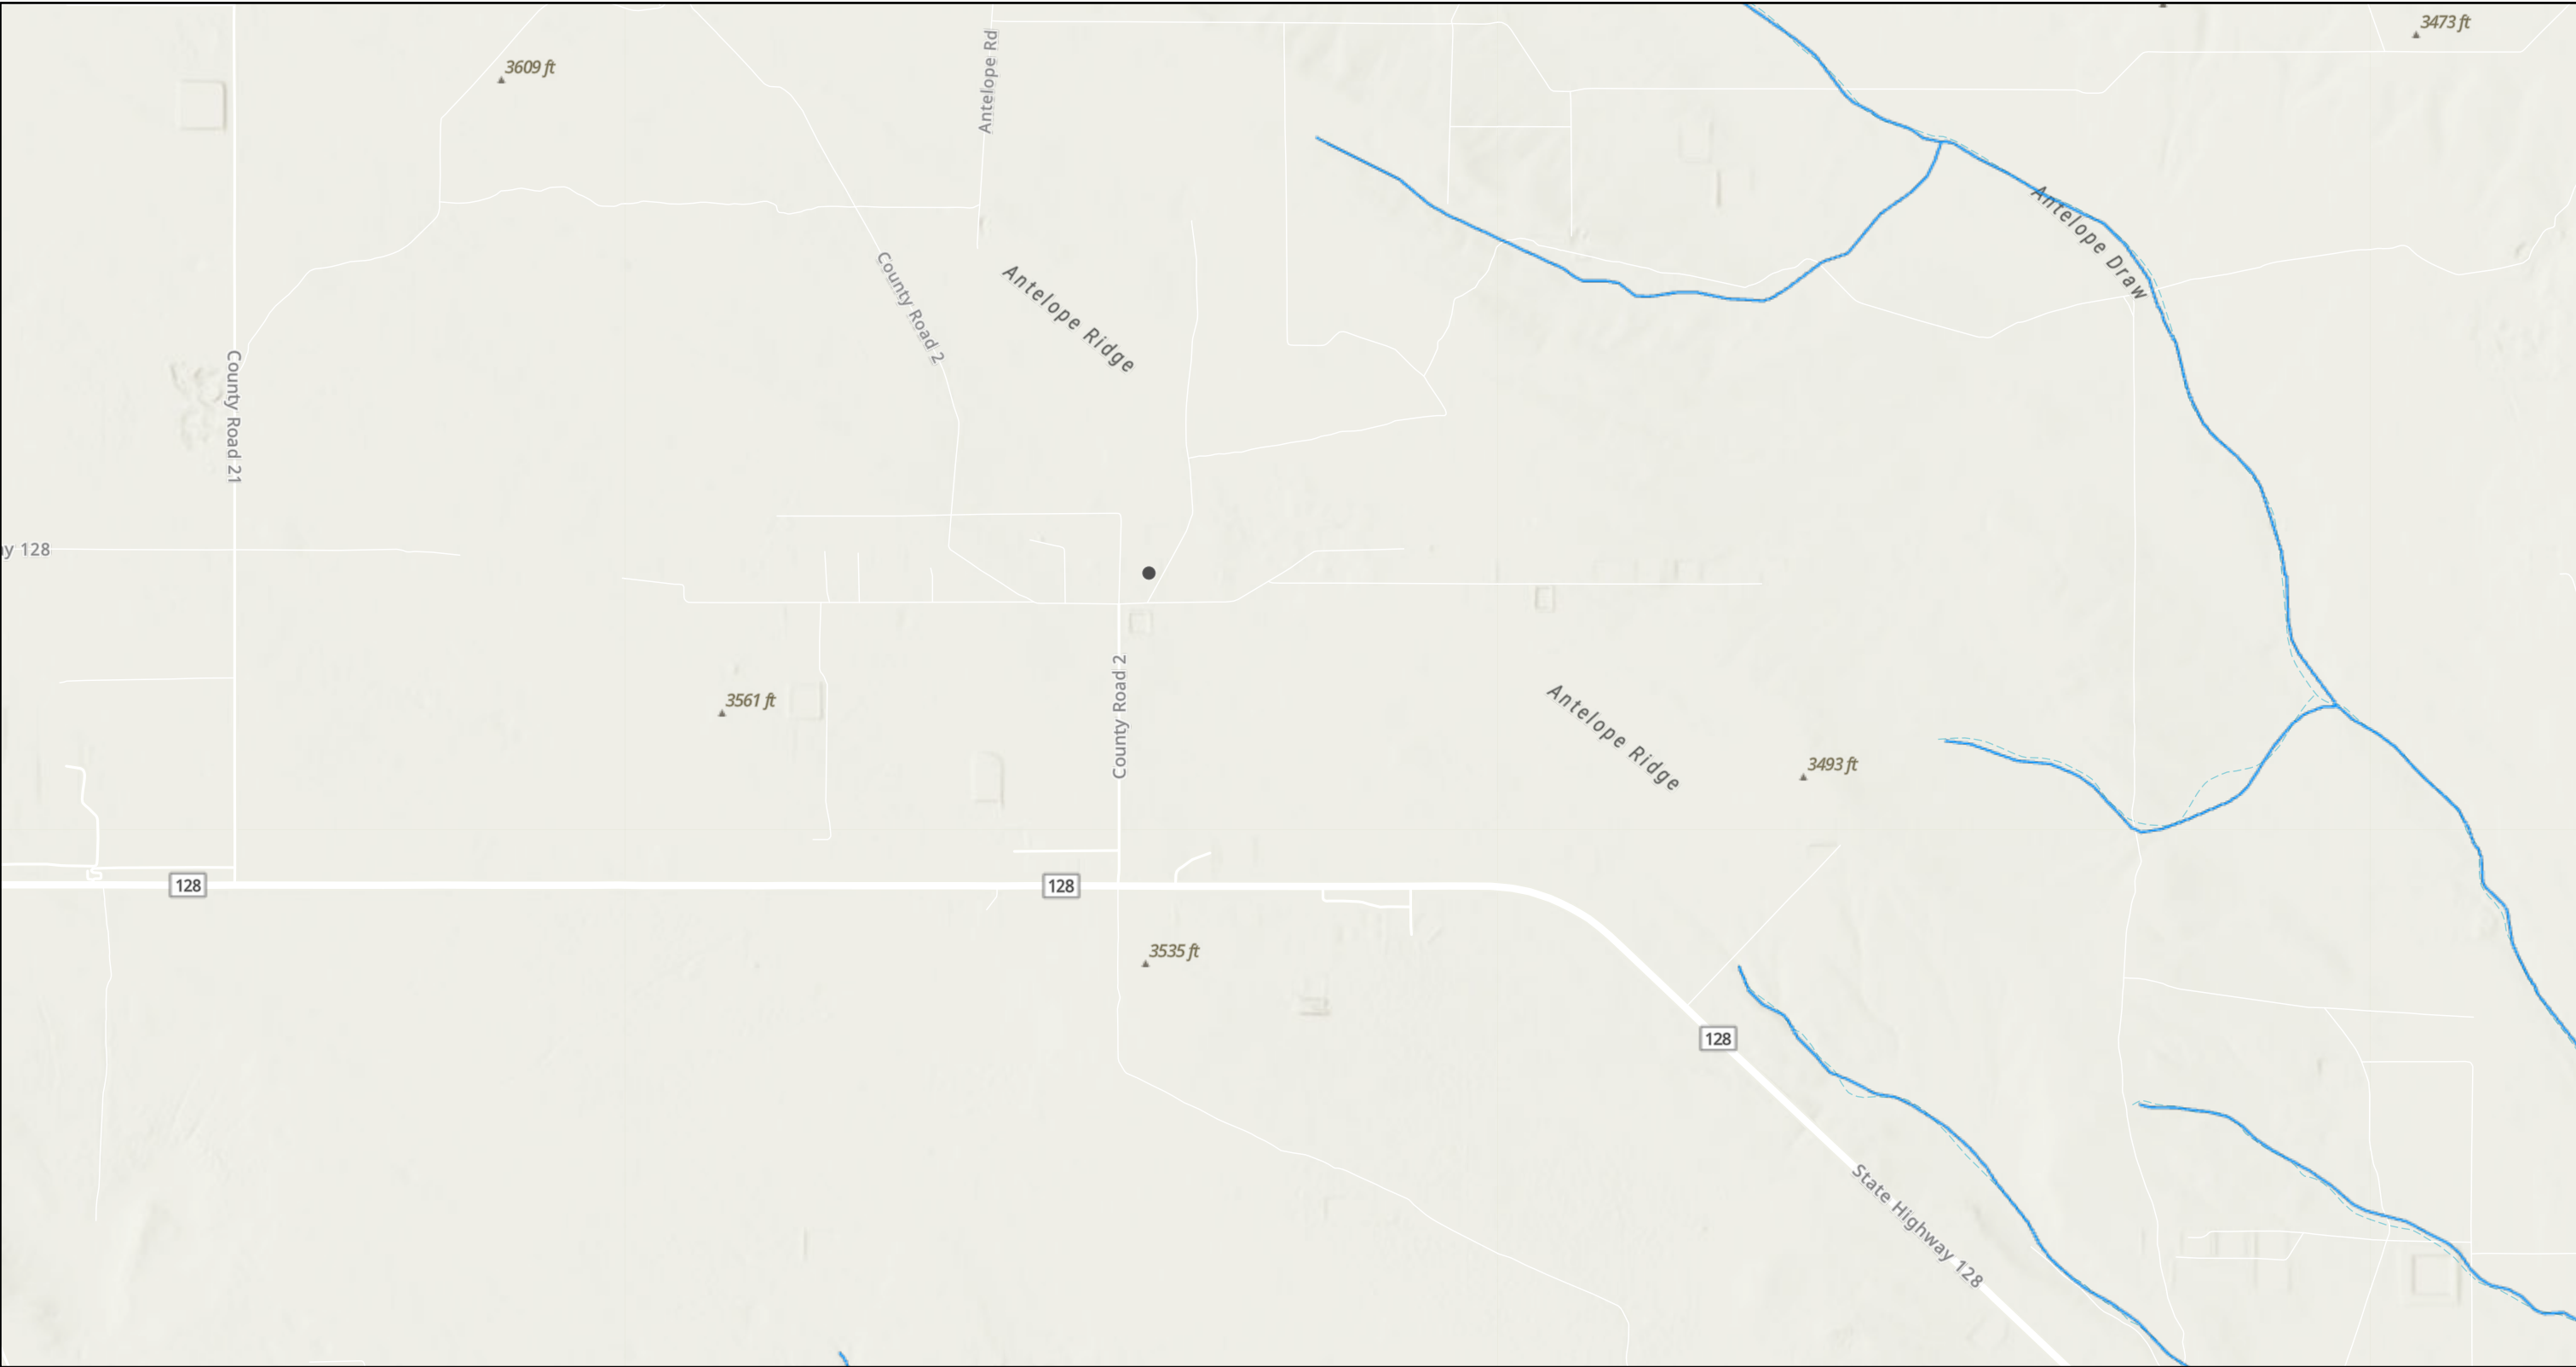 3473 ft
3609 ft
Antelope Rd
Antelope Draw
County Road 2
Antelope Ridge
County Road 21
ay 128
3561 ft
County Road 2
Antelope Ridge
3493 ft
128
128
3535 ft
128
State Highway 128